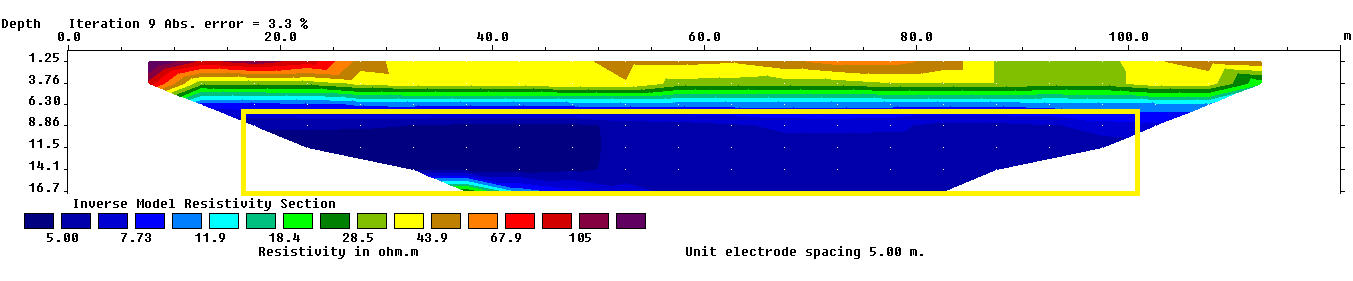 Depth Iteration 9 Abs. error = 3.3 %
0.0 20.0 40.0 60.0 80.0 100.0 m
1.25
3.76
6.30
8.86
11.5
14.1
16.7
Inverse Model Resistivity Section
5.00 7.73 11.9 18.4 28.5 43.9 67.9 105
Resistivity in ohm.m Unit electrode spacing 5.00 m.